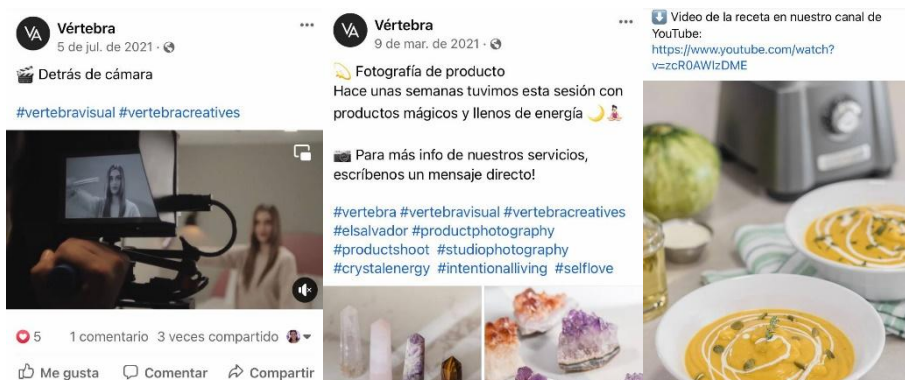 VΛ
Vértebra
5 de jul. de 2021
🎬 Detrás de cámara
#vertebravisual #vertebracreatives
5
1 comentario 3 veces compartido
Me gusta
Comentar
Compartir
VΛ
Vértebra
9 de mar. de 2021
💫 Fotografía de producto
Hace unas semanas tuvimos esta sesión con
productos mágicos y llenos de energía 🌙🧘🏻‍♀️
📷 Para más info de nuestros servicios,
escríbenos un mensaje directo!
#vertebra #vertebravisual #vertebracreatives
#elsalvador #productphotography
#productshoot #studiophotography
#crystalenergy #intentionalliving #selflove
⬇️ Video de la receta en nuestro canal de
YouTube:
https://www.youtube.com/watch?
v=zcR0AWIzDME